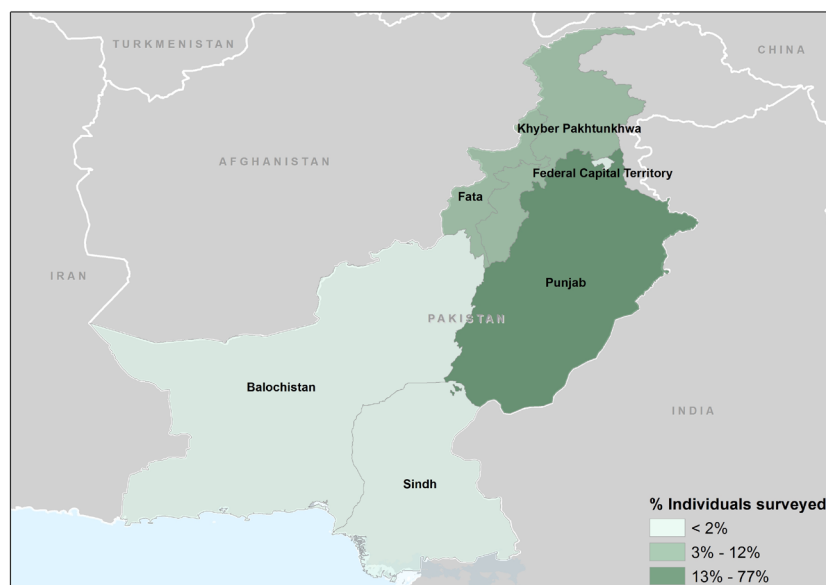 TURKMENISTAN
CHINA
Khyber Pakhtunkhwa
AFGHANISTAN
Federal Capital Territory
Fata
IRAN
Punjab
PAKISTAN
Balochistan
INDIA
Sindh
% Individuals surveyed
< 2%
3% - 12%
13% - 77%